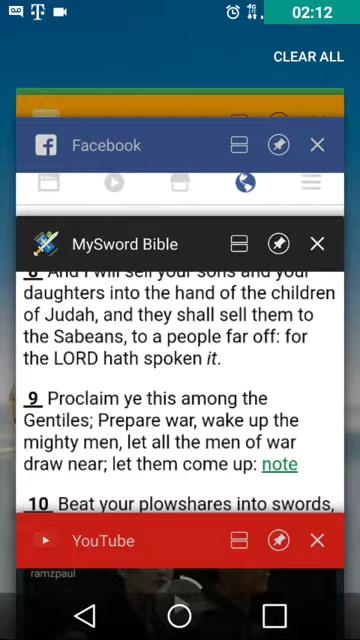 4G
02:12
CLEAR ALL
Facebook
MySword Bible
8 And I will sell your sons and your
daughters into the hand of the children
of Judah, and they shall sell them to
the Sabeans, to a people far off: for
the LORD hath spoken it.
9 Proclaim ye this among the
Gentiles; Prepare war, wake up the
mighty men, let all the men of war
draw near; let them come up: note
10 Beat your plowshares into swords,
YouTube
ramzpaul